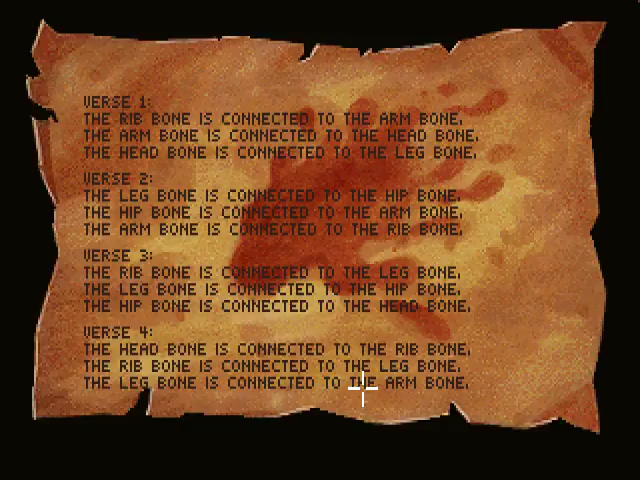 VERSE 1:
THE RIB BONE IS CONNECTED TO THE ARM BONE.
THE ARM BONE IS CONNECTED TO THE HEAD BONE.
THE HEAD BONE IS CONNECTED TO THE LEG BONE.
VERSE 2:
THE LEG BONE IS CONNECTED TO THE HIP BONE.
THE HIP BONE IS CONNECTED TO THE ARM BONE.
THE ARM BONE IS CONNECTED TO THE RIB BONE.
VERSE 3:
THE RIB BONE IS CONNECTED TO THE LEG BONE.
THE LEG BONE IS CONNECTED TO THE HIP BONE.
THE HIP BONE IS CONNECTED TO THE HEAD BONE.
VERSE 4:
THE HEAD BONE IS CONNECTED TO THE RIB BONE.
THE RIB BONE IS CONNECTED TO THE LEG BONE.
THE LEG BONE IS CONNECTED TO THE ARM BONE.